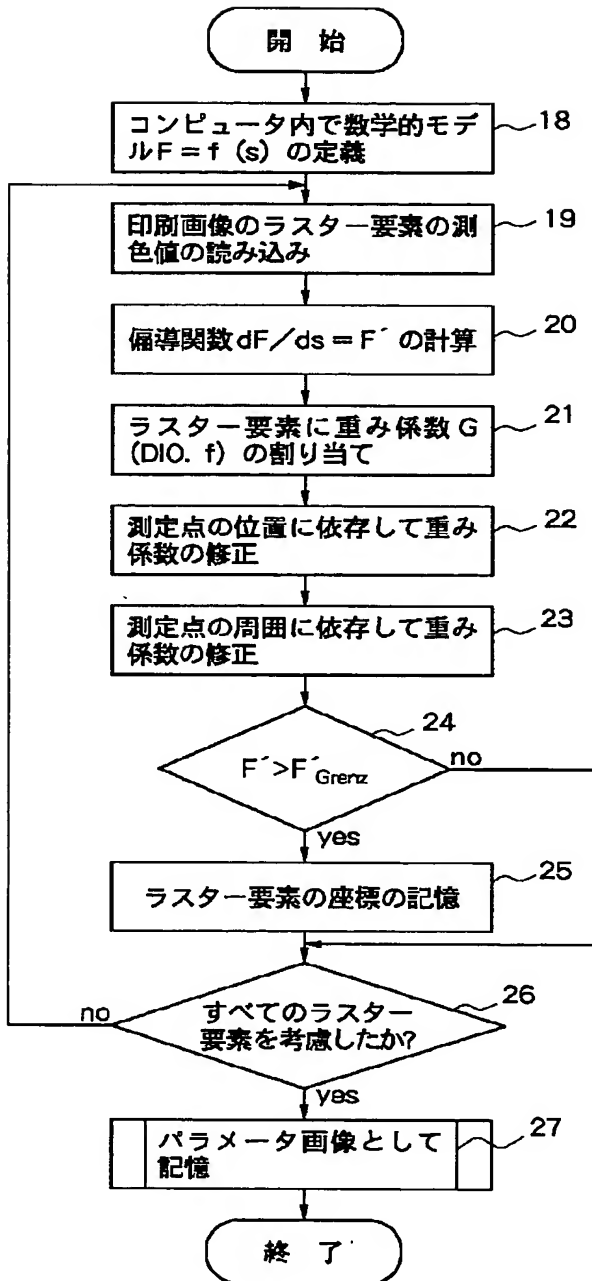 開 始
コンピュータ内で数学的モデ
ルF＝f (s) の定義
18
印刷画像のラスター要素の測
色値の読み込み
19
偏導関数dF／ds＝F´の計算
20
ラスター要素に重み係数G
(DIO. f) の割り当て
21
測定点の位置に依存して重み
係数の修正
22
測定点の周囲に依存して重み
係数の修正
23
24
F´>F´Grenz
no
yes
ラスター要素の座標の記憶
25
すべてのラスター
要素を考慮したか?
26
no
yes
パラメータ画像として
記憶
27
終 了